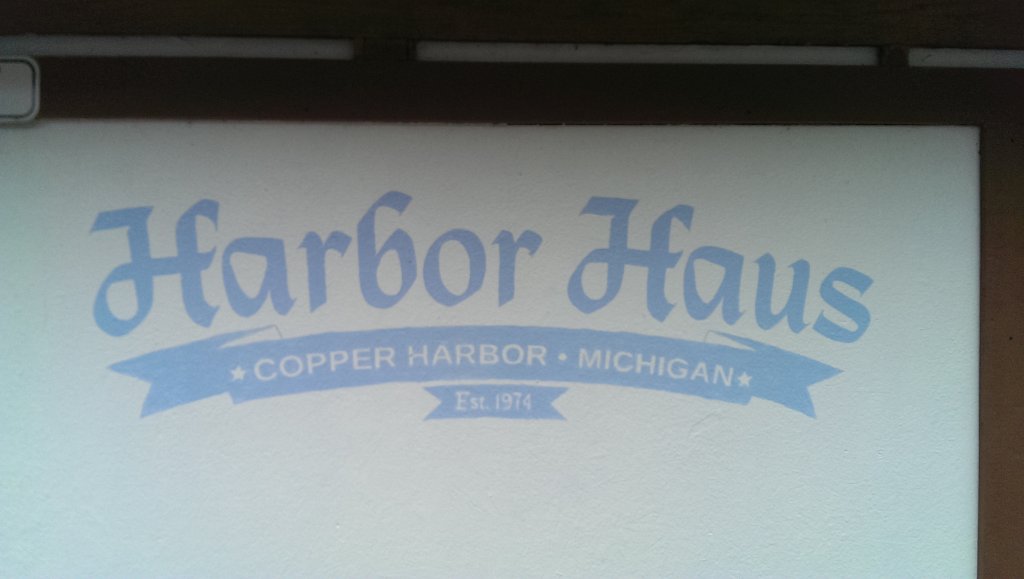 Harbor Haus
COPPER HARBOR • MICHIGAN
Est. 1974